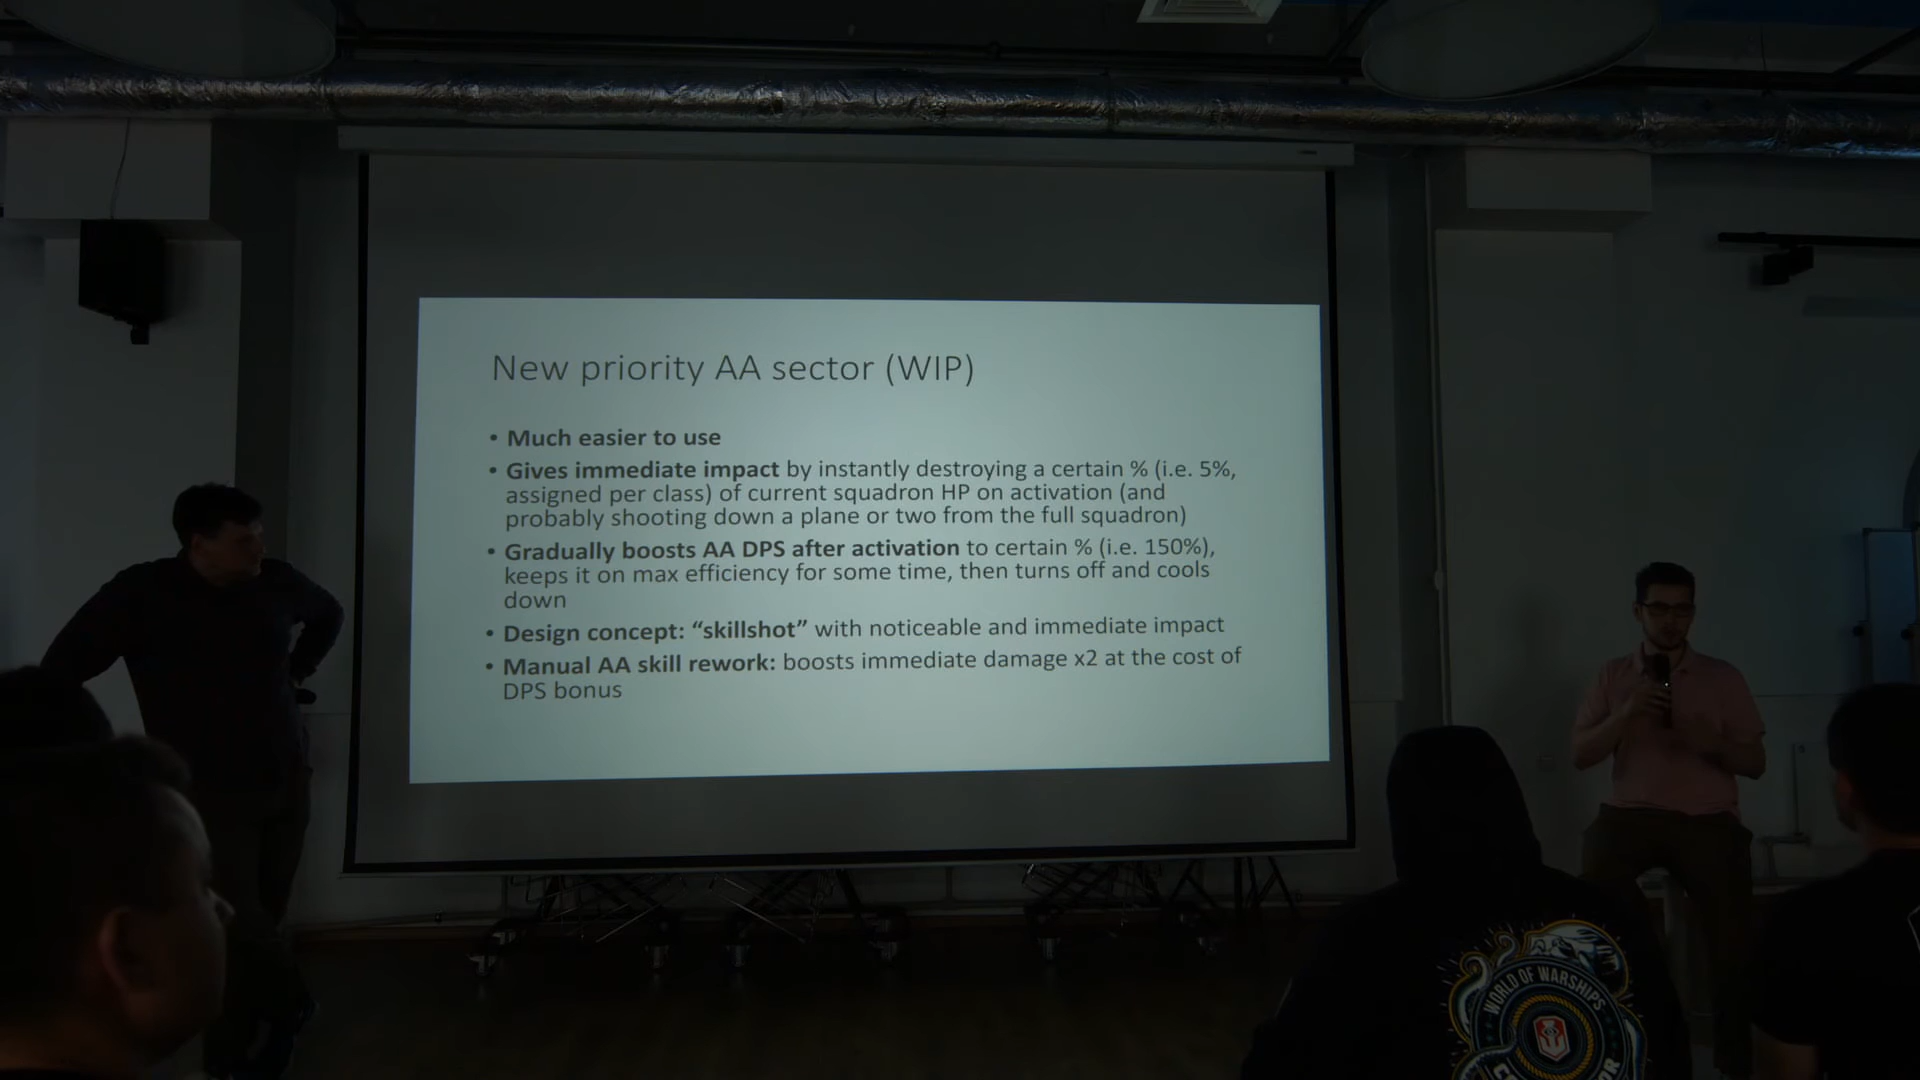 New priority AA sector (WIP)
• Much easier to use
• Gives immediate impact by instantly destroying a certain % (i.e. 5%,
assigned per class) of current squadron HP on activation (and
probably shooting down a plane or two from the full squadron)
• Gradually boosts AA DPS after activation to certain % (i.e. 150%),
keeps it on max efficiency for some time, then turns off and cools
down
• Design concept: “skillshot” with noticeable and immediate impact
• Manual AA skill rework: boosts immediate damage x2 at the cost of
DPS bonus
WORLD OF WARSHIPS